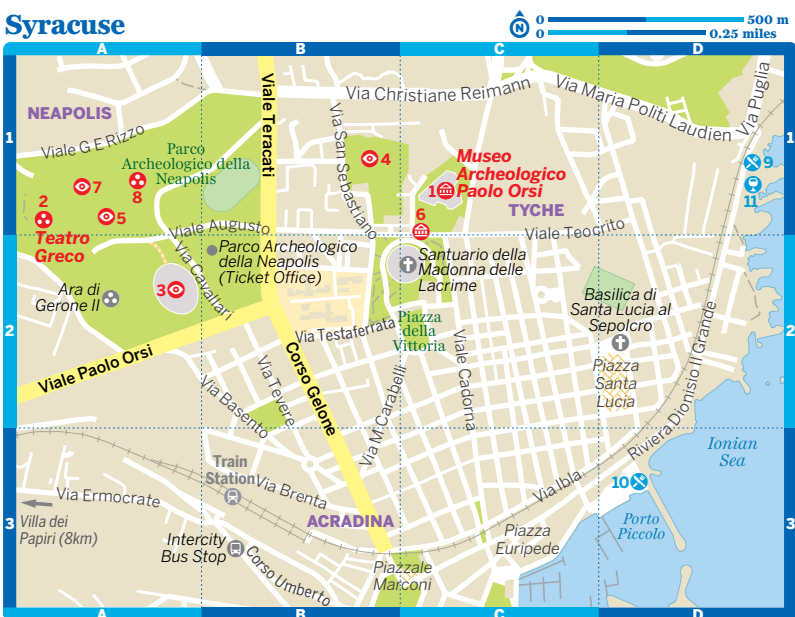 Syracuse
N
0 500 m
0 0.25 miles
A
B
C
D
1
2
3
1
2
3
NEAPOLIS
Viale G E Rizzo
Parco
Archeologico della
Neapolis
Viale Teracati
Via Christiane Reimann
Via San Sebastiano
Via Maria Politi Laudien
Via Puglia
4
9
11
7
8
2
5
Teatro
Greco
1
Museo
Archeologico
Paolo Orsi
6
TYCHE
Viale Augusto
Viale Teocrito
Via Cavallari
Parco Archeologico
della Neapolis
(Ticket Office)
Santuario della
Madonna delle
Lacrime
Ara di
Gerone II
3
Basilica di
Santa Lucia al
Sepolcro
Via Testaferrata
Piazza
della
Vittoria
Viale Paolo Orsi
Corso Gelone
Via Basento
Via Tevere
Via M Carabelli
Viale Cadorna
Piazza
Santa
Lucia
Riviera Dionisio Il Grande
Ionian
Sea
Train
Station
Via Ermocrate
Via Brenta
Via Ibla
10
Villa dei
Papiri (8km)
ACRADINA
Intercity
Bus Stop
Corso Umberto
Piazzale
Marconi
Piazza
Euripede
Porto
Piccolo
A
B
C
D